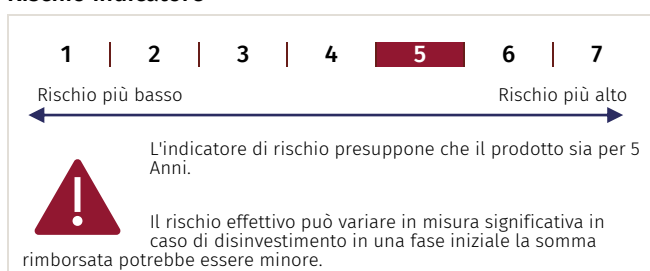 1 2 3 4 5 6 7
Rischio più basso Rischio più alto
L'indicatore di rischio presuppone che il prodotto sia per 5
Anni.
Il rischio effettivo può variare in misura significativa in
caso di disinvestimento in una fase iniziale la somma
rimborsata potrebbe essere minore.